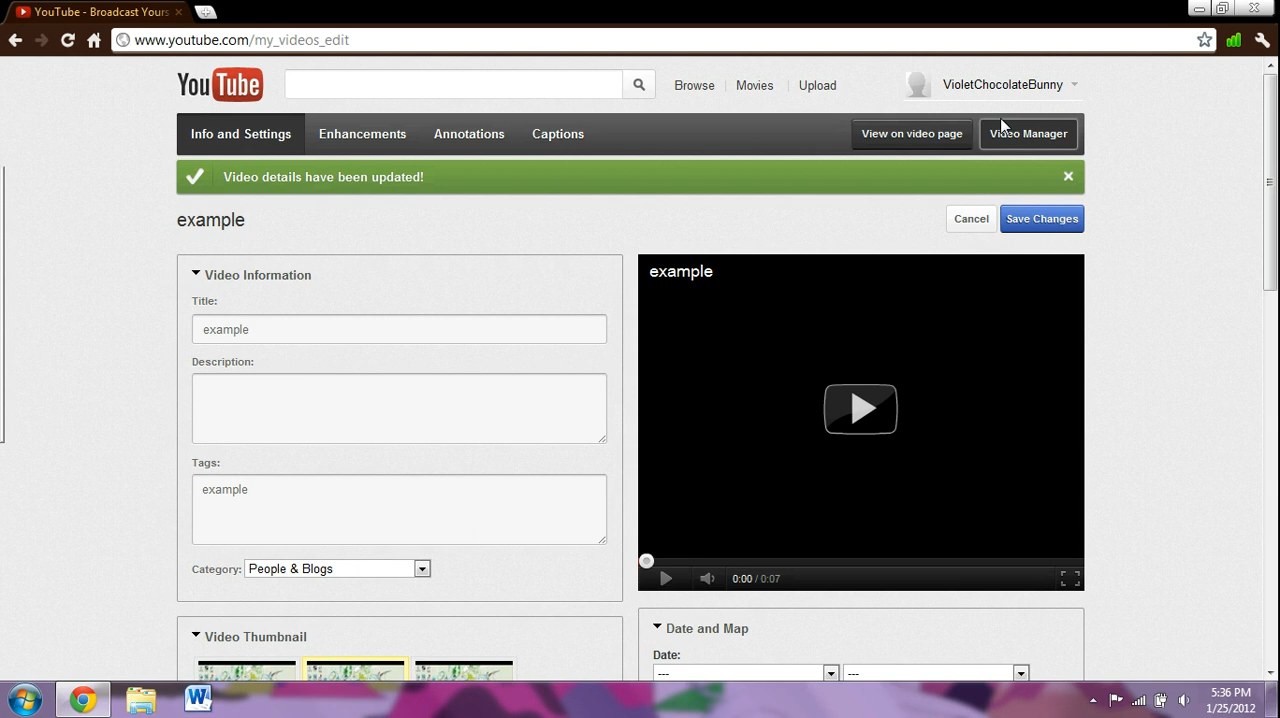 YouTube - Broadcast Yours
www.youtube.com/my_videos_edit
YouTube
Browse
Movies
Upload
VioletChocolateBunny
Info and Settings
Enhancements
Annotations
Captions
View on video page
Video Manager
Video details have been updated!
example
Cancel
Save Changes
Video Information
Title:
example
Description:
Tags:
example
Category: People & Blogs
Video Thumbnail
example
0:00 / 0:07
Date and Map
Date:
---
---
5:36 PM
1/25/2012